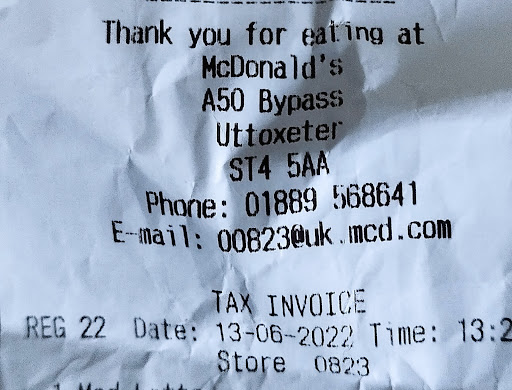 Thank you for eating at
McDonald's
A50 Bypass
Uttoxeter
ST4 5AA
Phone: 01889 568641
E-mail: 00823@uk.mcd.com
TAX INVOICE
REG 22 Date: 13-06-2022 Time: 13:2
Store 0823